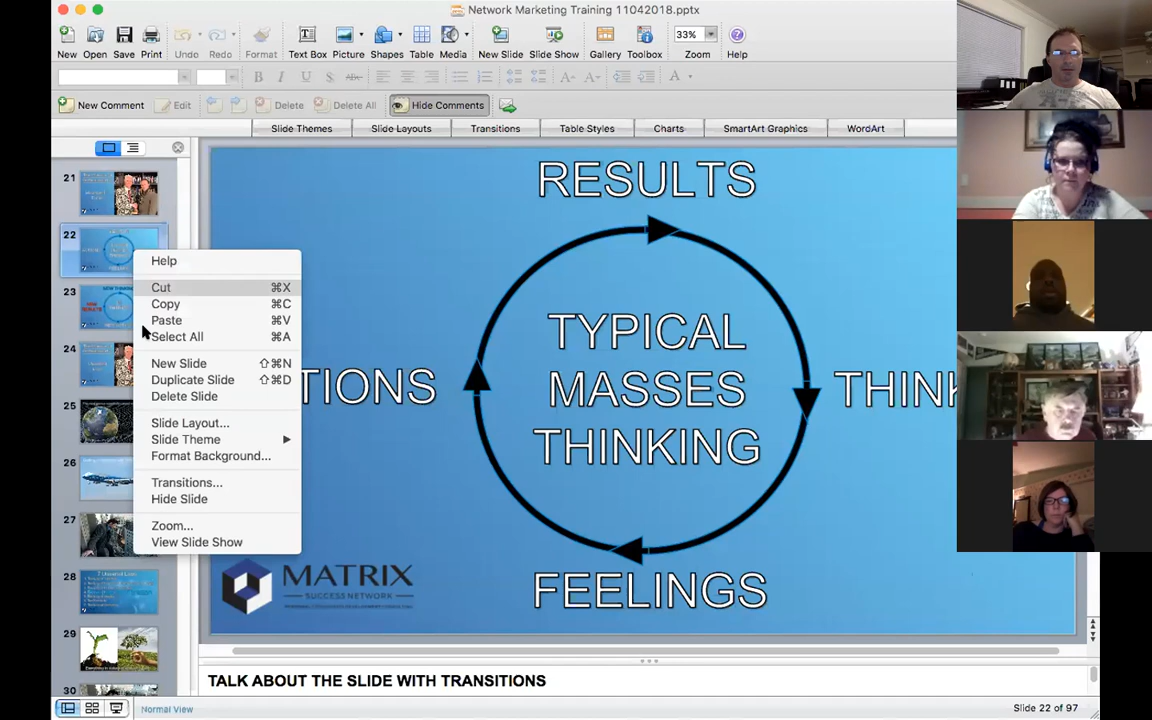 Network Marketing Training 11042018.pptx
New Open Save Print Undo Redo Format Text Box Picture Shapes Table Media New Slide Slide Show Gallery Toolbox 33% Zoom Help
B I U S ABC A A A
New Comment Edit Delete Delete All Hide Comments
Slide Themes Slide Layouts Transitions Table Styles Charts SmartArt Graphics WordArt
21
22
23
24
25
26
27
28
29
30
Help
Cut ⌘X
Copy ⌘C
Paste ⌘V
Select All ⌘A
New Slide ⇧⌘N
Duplicate Slide ⇧⌘D
Delete Slide
Slide Layout...
Slide Theme
Format Background...
Transitions...
Hide Slide
Zoom...
View Slide Show
RESULTS
TYPICAL
MASSES
THINKING
TIONS
THINK
FEELINGS
MATRIX
SUCCESS NETWORK
TALK ABOUT THE SLIDE WITH TRANSITIONS
Normal View
Slide 22 of 97